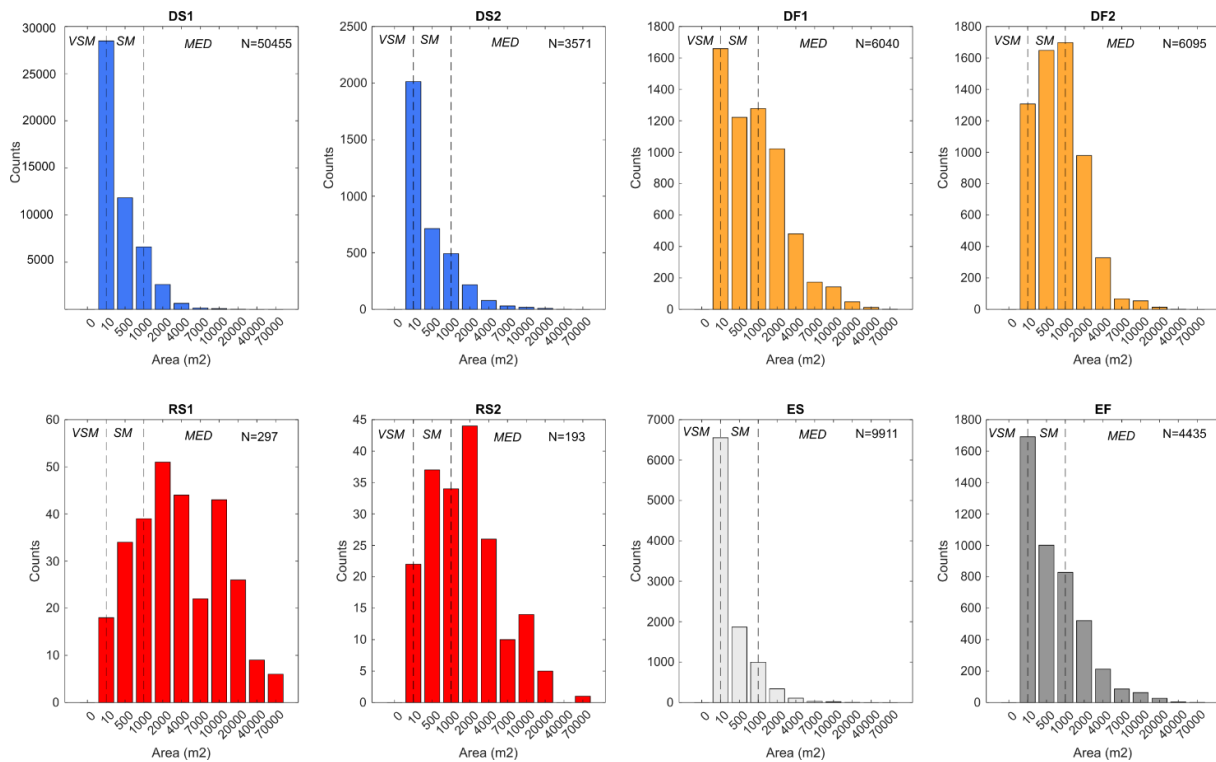 DS1
VSM SM MED N=50455
30000
25000
20000
15000
10000
5000
Counts
0 10 500 1000 2000 4000 7000 10000 20000 40000 70000
Area (m2)
DS2
VSM SM MED N=3571
2500
2000
1500
1000
500
0
Counts
0 10 500 1000 2000 4000 7000 10000 20000 40000 70000
Area (m2)
DF1
VSM SM MED N=6040
1800
1600
1400
1200
1000
800
600
400
200
0
Counts
0 10 500 1000 2000 4000 7000 10000 20000 40000 70000
Area (m2)
DF2
VSM SM MED N=6095
1800
1600
1400
1200
1000
800
600
400
200
0
Counts
0 10 500 1000 2000 4000 7000 10000 20000 40000 70000
Area (m2)
RS1
VSM SM MED N=297
60
50
40
30
20
10
0
Counts
0 10 500 1000 2000 4000 7000 10000 20000 40000 70000
Area (m2)
RS2
VSM SM MED N=193
45
40
35
30
25
20
15
10
5
0
Counts
0 10 500 1000 2000 4000 7000 10000 20000 40000 70000
Area (m2)
ES
VSM SM MED N=9911
7000
6000
5000
4000
3000
2000
1000
0
Counts
0 10 500 1000 2000 4000 7000 10000 20000 40000 70000
Area (m2)
EF
VSM SM MED N=4435
1800
1600
1400
1200
1000
800
600
400
200
0
Counts
0 10 500 1000 2000 4000 7000 10000 20000 40000 70000
Area (m2)